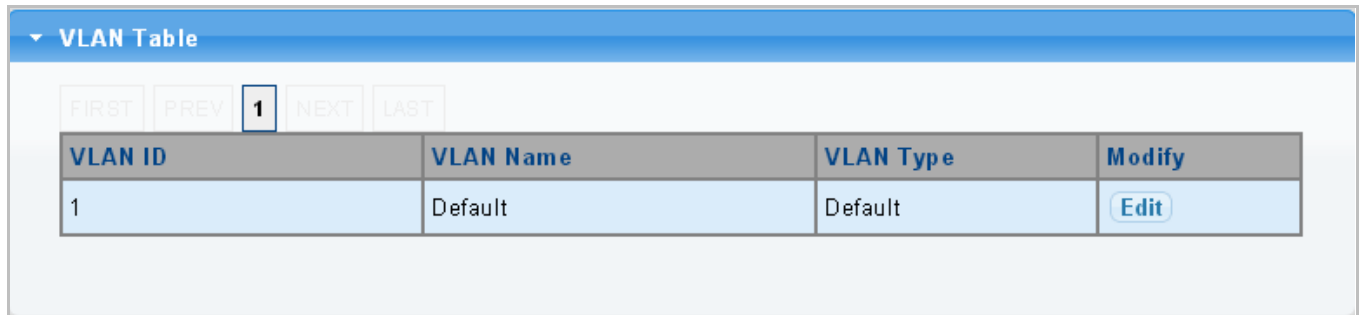 VLAN Table
FIRST PREV 1 NEXT LAST
VLAN ID VLAN Name VLAN Type Modify
1 Default Default Edit